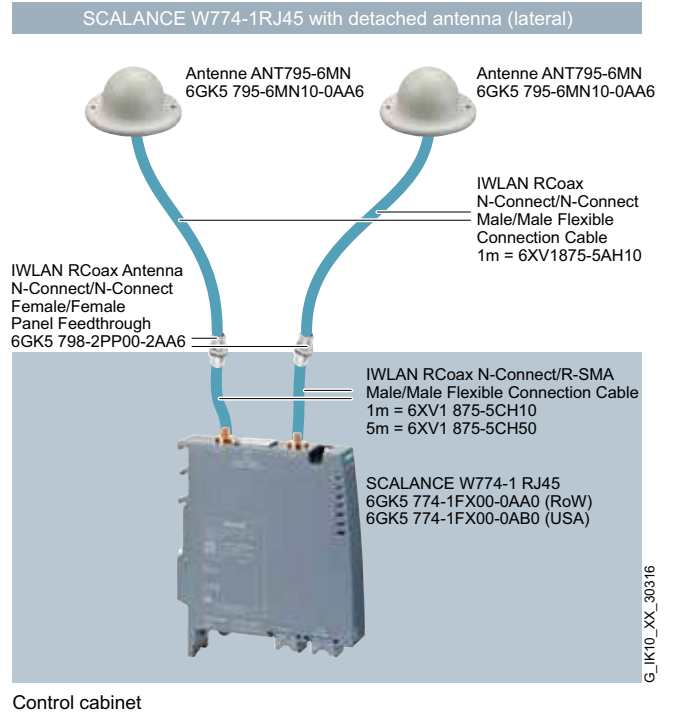 SCALANCE W774-1RJ45 with detached antenna (lateral)
Antenne ANT795-6MN
6GK5 795-6MN10-0AA6
Antenne ANT795-6MN
6GK5 795-6MN10-0AA6
IWLAN RCoax
N-Connect/N-Connect
Male/Male Flexible
Connection Cable
1m = 6XV1875-5AH10
IWLAN RCoax Antenna
N-Connect/N-Connect
Female/Female
Panel Feedthrough
6GK5 798-2PP00-2AA6
IWLAN RCoax N-Connect/R-SMA
Male/Male Flexible Connection Cable
1m = 6XV1 875-5CH10
5m = 6XV1 875-5CH50
SCALANCE W774-1 RJ45
6GK5 774-1FX00-0AA0 (RoW)
6GK5 774-1FX00-0AB0 (USA)
G_IK10_XX_30316
Control cabinet